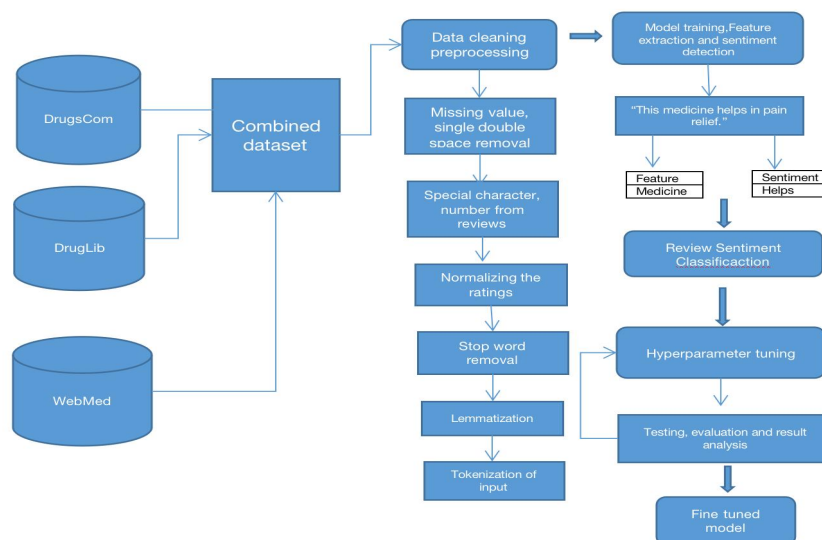 DrugsCom
DrugLib
WebMed
Combined
dataset
Data cleaning
preprocessing
Missing value,
single double
space removal
Special character,
number from
reviews
Normalizing the
ratings
Stop word
removal
Lemmatization
Tokenization of
input
Model training,Feature
extraction and sentiment
detection
“This medicine helps in pain
relief.”
Feature
Medicine
Sentiment
Helps
Review Sentiment
Classificaction
Hyperparameter tuning
Testing, evaluation and result
analysis
Fine tuned
model